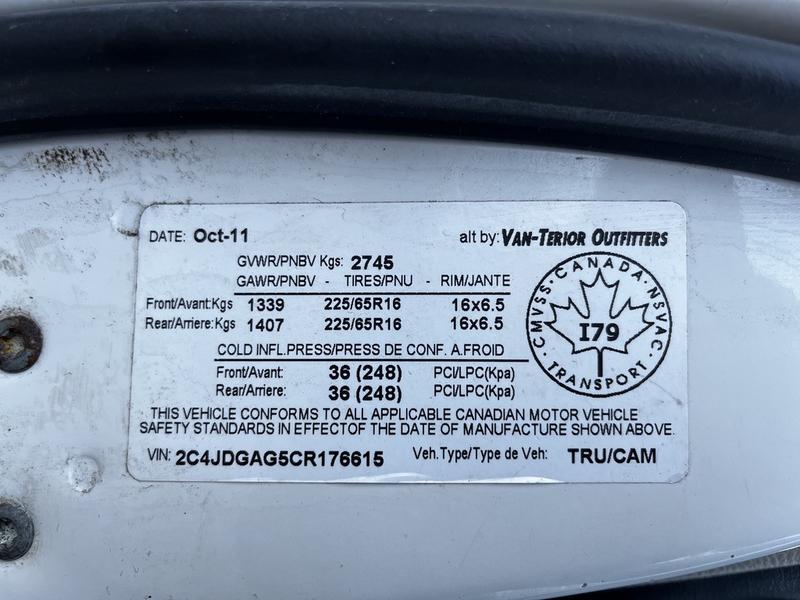 DATE: Oct-11 alt by: VAN-TERIOR OUTFITTERS
GVWR/PNBV Kgs: 2745
GAWR/PNBV - TIRES/PNU - RIM/JANTE
Front/Avant:Kgs 1339 225/65R16 16x6.5
Rear/Arriere:Kgs 1407 225/65R16 16x6.5
COLD INFL.PRESS/PRESS DE CONF. A.FROID
Front/Avant: 36 (248) PCI/LPC(Kpa)
Rear/Arriere: 36 (248) PCI/LPC(Kpa)
CMVSS·CANADA·NSVAC
I79
TRANSPORT
THIS VEHICLE CONFORMS TO ALL APPLICABLE CANADIAN MOTOR VEHICLE
SAFETY STANDARDS IN EFFECTOF THE DATE OF MANUFACTURE SHOWN ABOVE.
VIN: 2C4JDGAG5CR176615 Veh.Type/Type de Veh: TRU/CAM